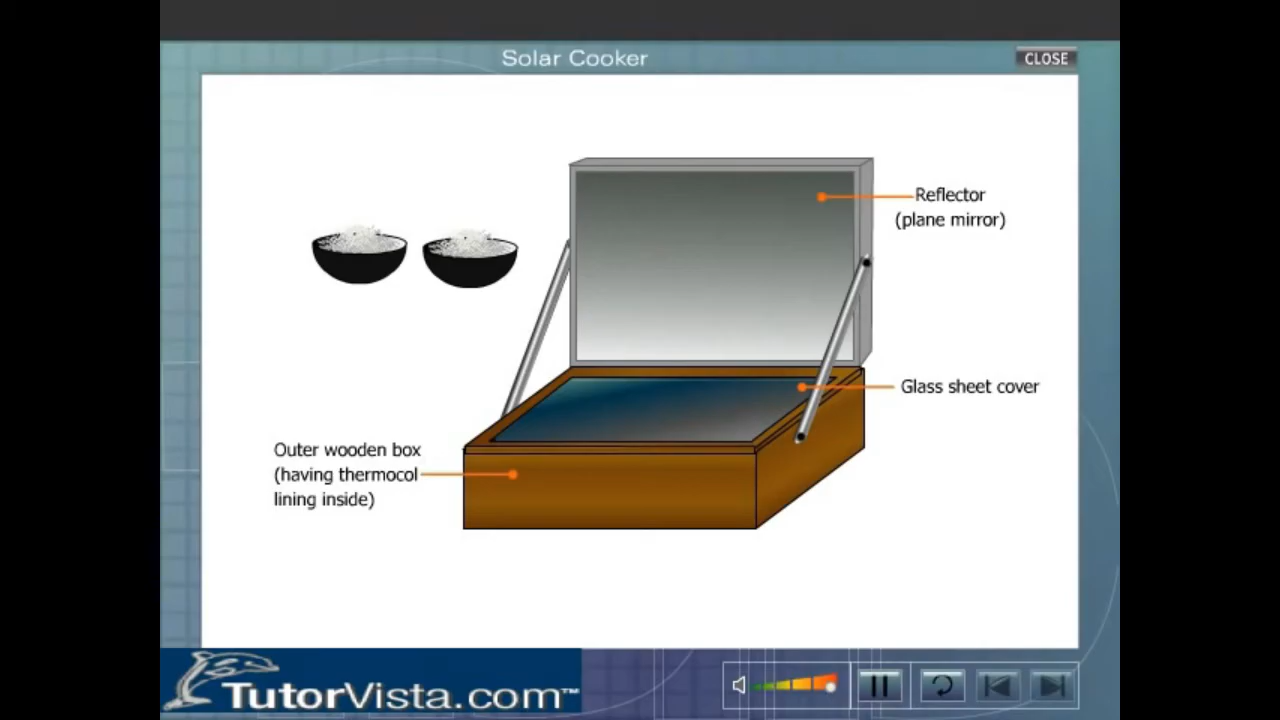 Solar Cooker
CLOSE
Reflector
(plane mirror)
Glass sheet cover
Outer wooden box
(having thermocol
lining inside)
TutorVista.com™